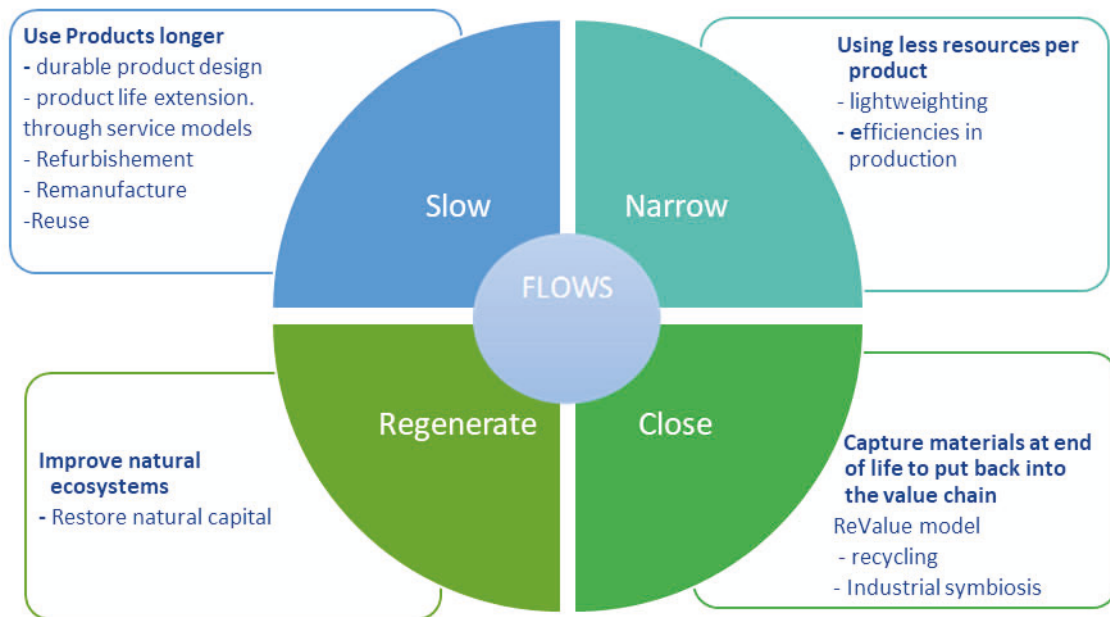 Use Products longer
- durable product design
- product life extension.
through service models
- Refurbishement
- Remanufacture
-Reuse
Using less resources per
product
- lightweighting
- efficiencies in
production
Slow
Narrow
FLOWS
Regenerate
Close
Improve natural
ecosystems
- Restore natural capital
Capture materials at end
of life to put back into
the value chain
ReValue model
- recycling
- Industrial symbiosis